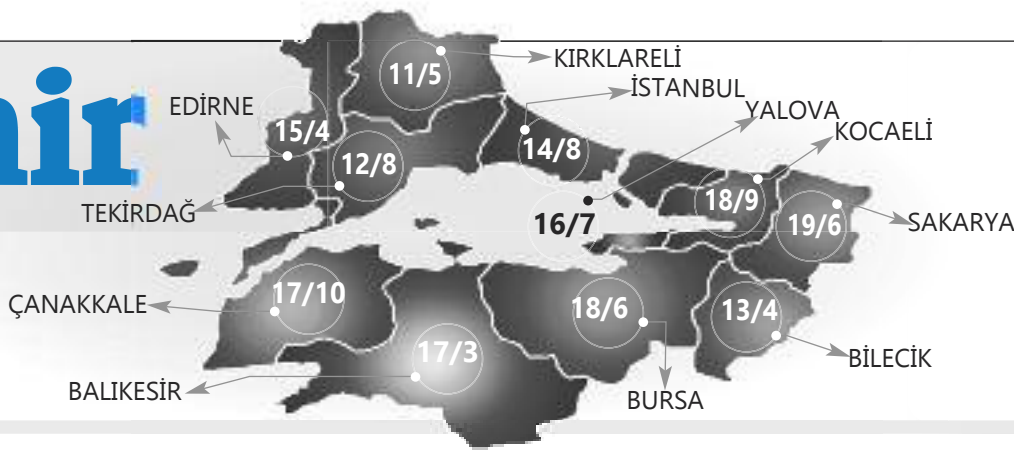 KIRKLARELİ
11/5
İSTANBUL
EDİRNE
YALOVA
15/4
KOCAELİ
14/8
12/8
18/9
TEKİRDAĞ
16/7
19/6
SAKARYA
17/10
ÇANAKKALE
18/6
13/4
17/3
BİLECİK
BALIKESİR
BURSA